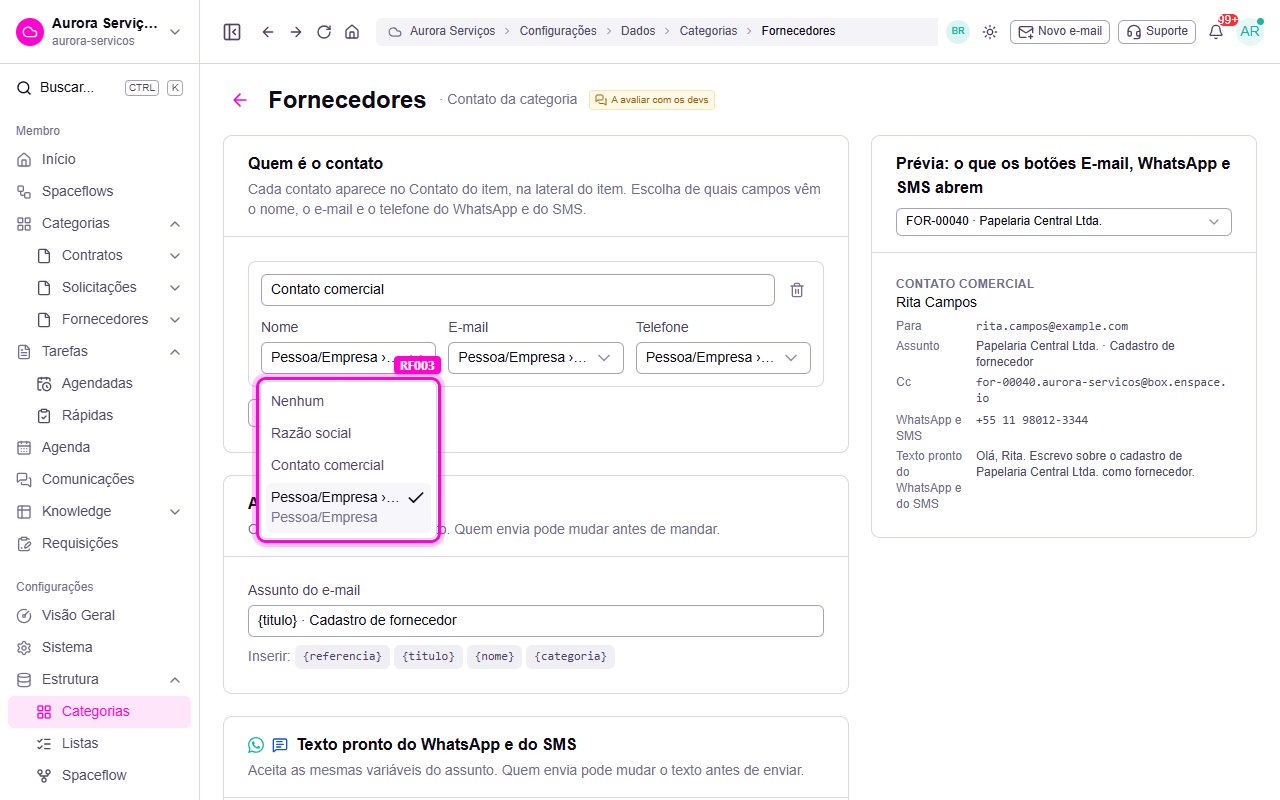 Aurora Serviç...
aurora-servicos
Aurora Serviços
Configurações
Dados
Categorias
Fornecedores
BR
Novo e-mail
Suporte
99+
AR
Buscar...
CTRL
K
Membro
Início
Spaceflows
Categorias
Contratos
Solicitações
Fornecedores
Tarefas
Agendadas
Rápidas
Agenda
Comunicações
Knowledge
Requisições
Configurações
Visão Geral
Sistema
Estrutura
Categorias
Listas
Spaceflow
Fornecedores
· Contato da categoria
A avaliar com os devs
Quem é o contato
Cada contato aparece no Contato do item, na lateral do item. Escolha de quais campos vêm
o nome, o e-mail e o telefone do WhatsApp e do SMS.
Contato comercial
Nome
E-mail
Telefone
Pessoa/Empresa ›...
Pessoa/Empresa ›...
Pessoa/Empresa ›...
RF003
Nenhum
Razão social
Contato comercial
Pessoa/Empresa ›...
Pessoa/Empresa
. Quem envia pode mudar antes de mandar.
Assunto do e-mail
{titulo} · Cadastro de fornecedor
Inserir:
{referencia}
{titulo}
{nome}
{categoria}
Texto pronto do WhatsApp e do SMS
Aceita as mesmas variáveis do assunto. Quem envia pode mudar o texto antes de enviar.
Prévia: o que os botões E-mail, WhatsApp e
SMS abrem
FOR-00040 · Papelaria Central Ltda.
CONTATO COMERCIAL
Rita Campos
Para
rita.campos@example.com
Assunto
Papelaria Central Ltda. · Cadastro de
fornecedor
Cc
for-00040.aurora-servicos@box.enspace.
io
WhatsApp e
SMS
+55 11 98012-3344
Texto pronto
do
WhatsApp e
do SMS
Olá, Rita. Escrevo sobre o cadastro de
Papelaria Central Ltda. como fornecedor.